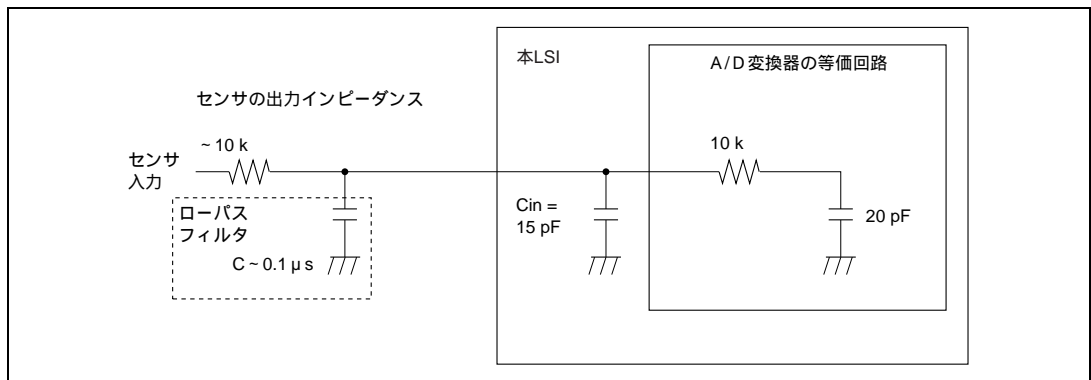 本LSI
A/D変換器の等価回路
センサの出力インピーダンス
~10 k
10 k
センサ
入力
ローパス
フィルタ
C~0.1 µs
Cin =
15 pF
20 pF